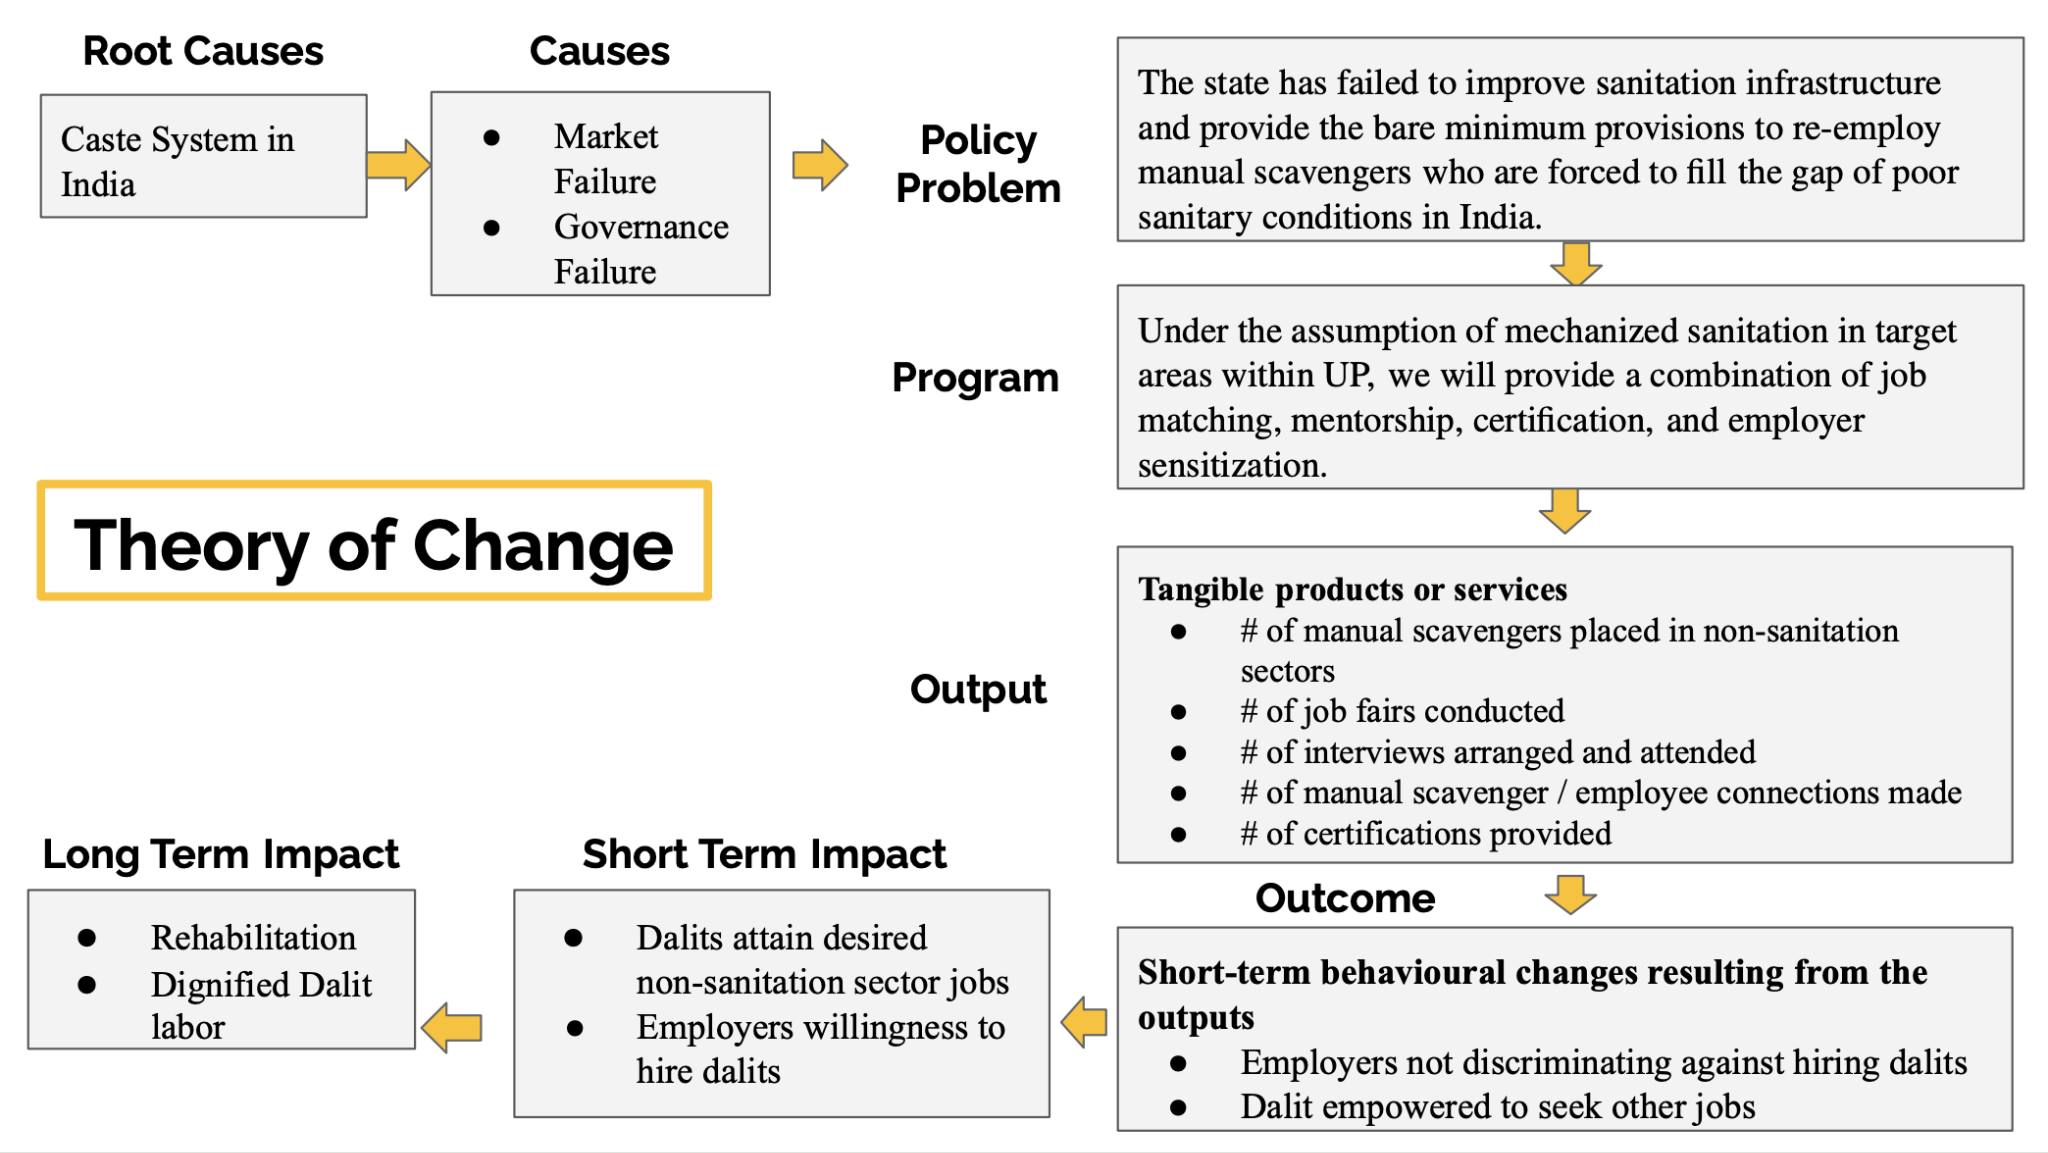 Root Causes
Caste System in
India
Causes
● Market
Failure
● Governance
Failure
Policy
Problem
The state has failed to improve sanitation infrastructure
and provide the bare minimum provisions to re-employ
manual scavengers who are forced to fill the gap of poor
sanitary conditions in India.
Program
Under the assumption of mechanized sanitation in target
areas within UP, we will provide a combination of job
matching, mentorship, certification, and employer
sensitization.
Theory of Change
Output
Tangible products or services
● # of manual scavengers placed in non-sanitation
sectors
● # of job fairs conducted
● # of interviews arranged and attended
● # of manual scavenger / employee connections made
● # of certifications provided
Outcome
Short-term behavioural changes resulting from the
outputs
● Employers not discriminating against hiring dalits
● Dalit empowered to seek other jobs
Short Term Impact
● Dalits attain desired
non-sanitation sector jobs
● Employers willingness to
hire dalits
Long Term Impact
● Rehabilitation
● Dignified Dalit
labor